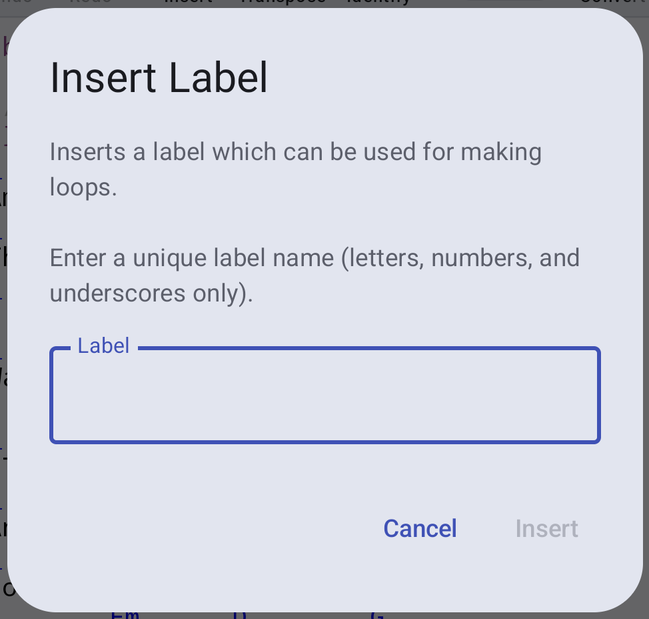 Insert Label
Inserts a label which can be used for making
loops.
Enter a unique label name (letters, numbers, and
underscores only).
Label
Cancel
Insert
Em D G